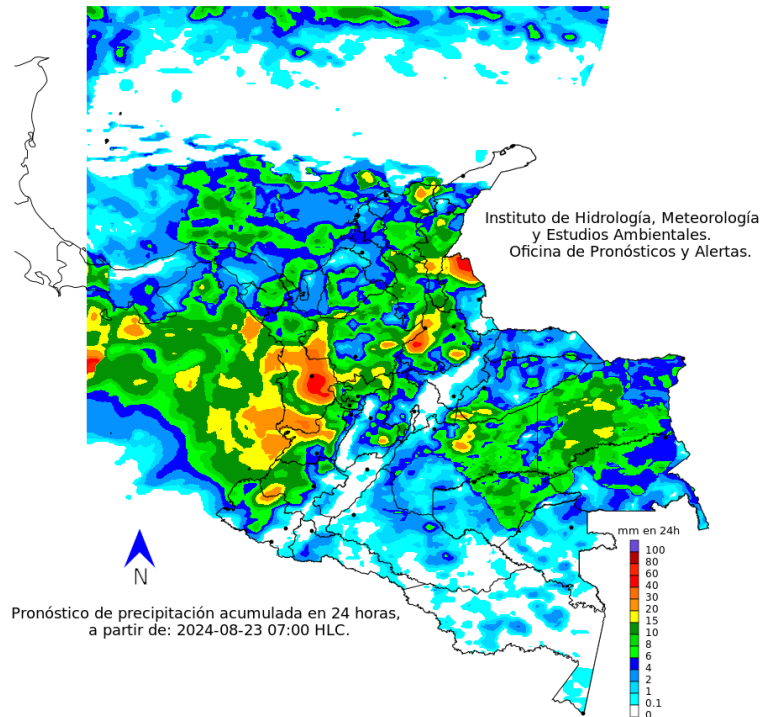 Instituto de Hidrología, Meteorología
y Estudios Ambientales.
Oficina de Pronósticos y Alertas.
mm en 24h
100
80
60
40
30
20
15
10
8
6
4
2
1
0.1
0
N
Pronóstico de precipitación acumulada en 24 horas,
a partir de: 2024-08-23 07:00 HLC.